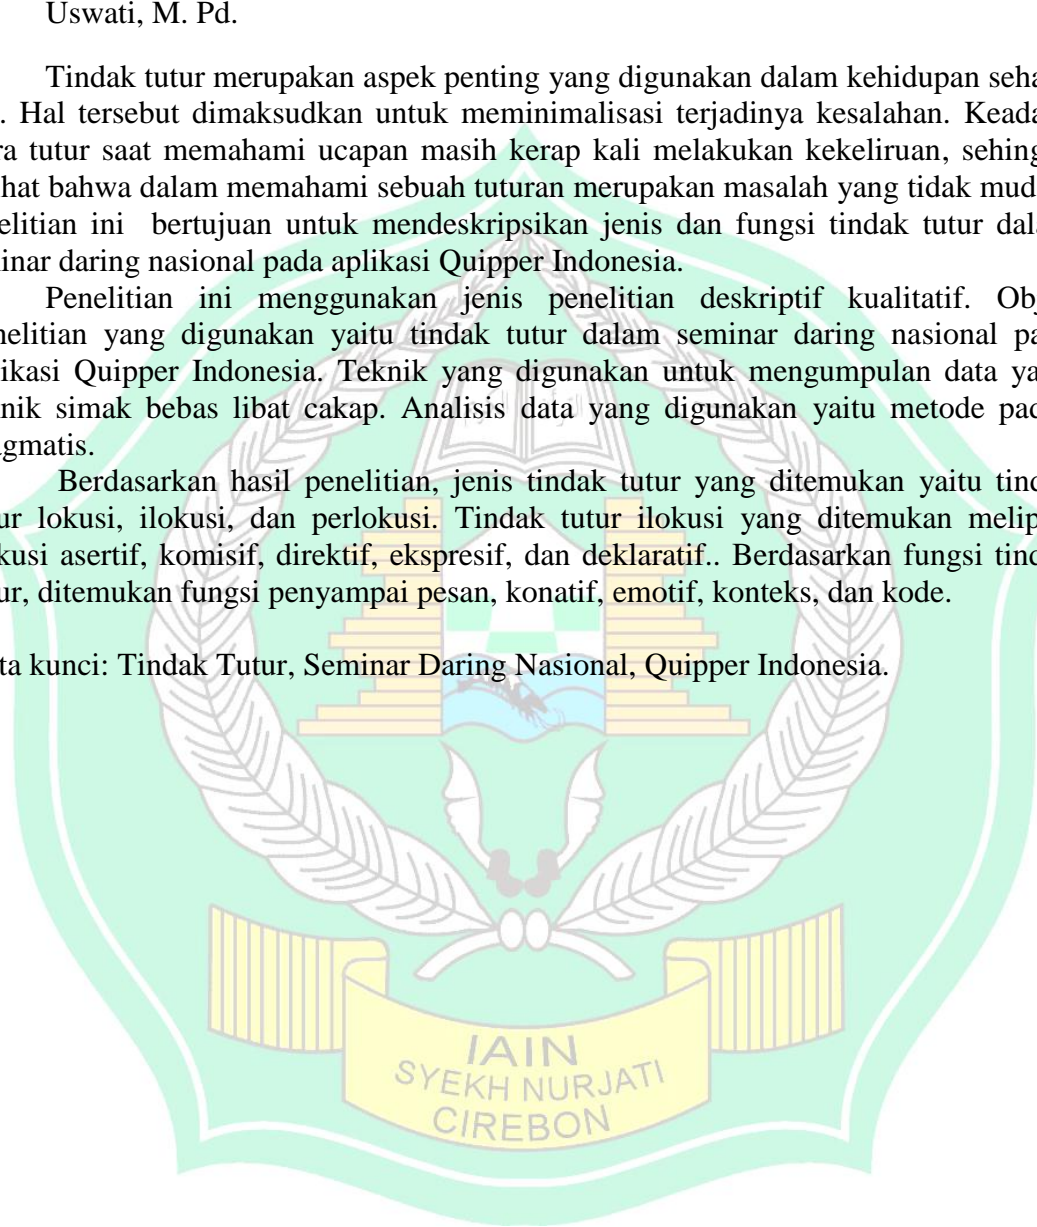 Uswati, M. Pd.
Tindak tutur merupakan aspek penting yang digunakan dalam kehidupan seha
. Hal tersebut dimaksudkan untuk meminimalisasi terjadinya kesalahan. Keada
ra tutur saat memahami ucapan masih kerap kali melakukan kekeliruan, sehing
hat bahwa dalam memahami sebuah tuturan merupakan masalah yang tidak mud
elitian ini bertujuan untuk mendeskripsikan jenis dan fungsi tindak tutur dala
inar daring nasional pada aplikasi Quipper Indonesia.
Penelitian ini menggunakan jenis penelitian deskriptif kualitatif. Obj
nelitian yang digunakan yaitu tindak tutur dalam seminar daring nasional pa
ikasi Quipper Indonesia. Teknik yang digunakan untuk mengumpulan data ya
nik simak bebas libat cakap. Analisis data yang digunakan yaitu metode pad
agmatis.
Berdasarkan hasil penelitian, jenis tindak tutur yang ditemukan yaitu tind
ur lokusi, ilokusi, dan perlokusi. Tindak tutur ilokusi yang ditemukan melip
kusi asertif, komisif, direktif, ekspresif, dan deklaratif.. Berdasarkan fungsi tind
ur, ditemukan fungsi penyampai pesan, konatif, emotif, konteks, dan kode.
ta kunci: Tindak Tutur, Seminar Daring Nasional, Quipper Indonesia.
IAIN
SYEKH NURJATI
CIREBON